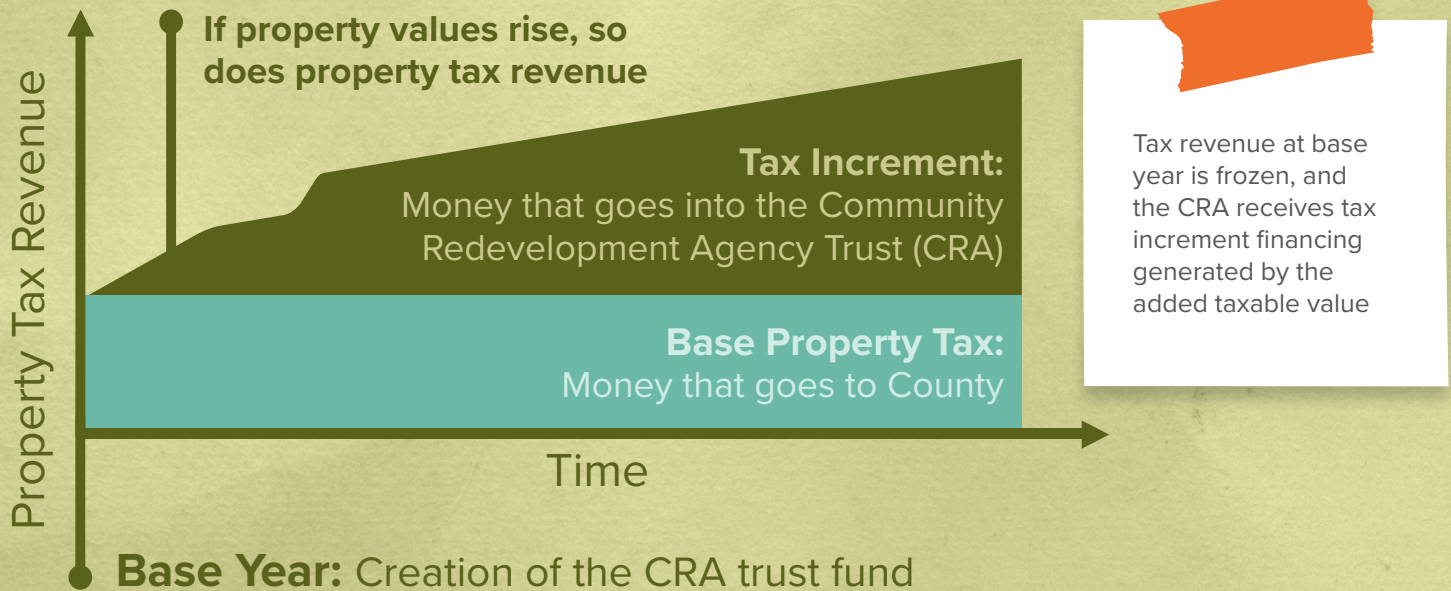 If property values rise, so
does property tax revenue
Property Tax Revenue
Tax Increment:
Money that goes into the Community
Redevelopment Agency Trust (CRA)
Base Property Tax:
Money that goes to County
Time
Base Year: Creation of the CRA trust fund
Tax revenue at base
year is frozen, and
the CRA receives tax
increment financing
generated by the
added taxable value